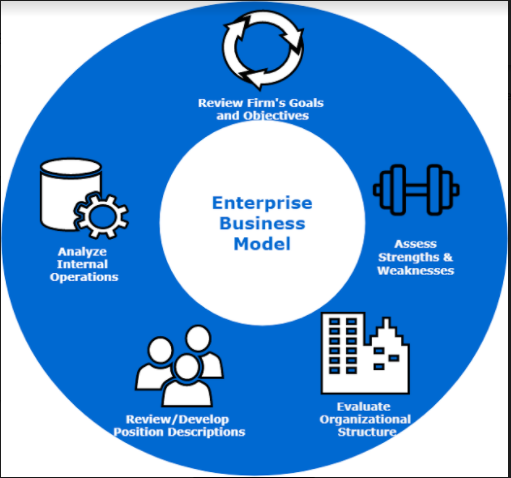 Review Firm's Goals
and Objectives
Enterprise
Business
Model
Assess
Strengths &
Weaknesses
Evaluate
Organizational
Structure
Review/Develop
Position Descriptions
Analyze
Internal
Operations